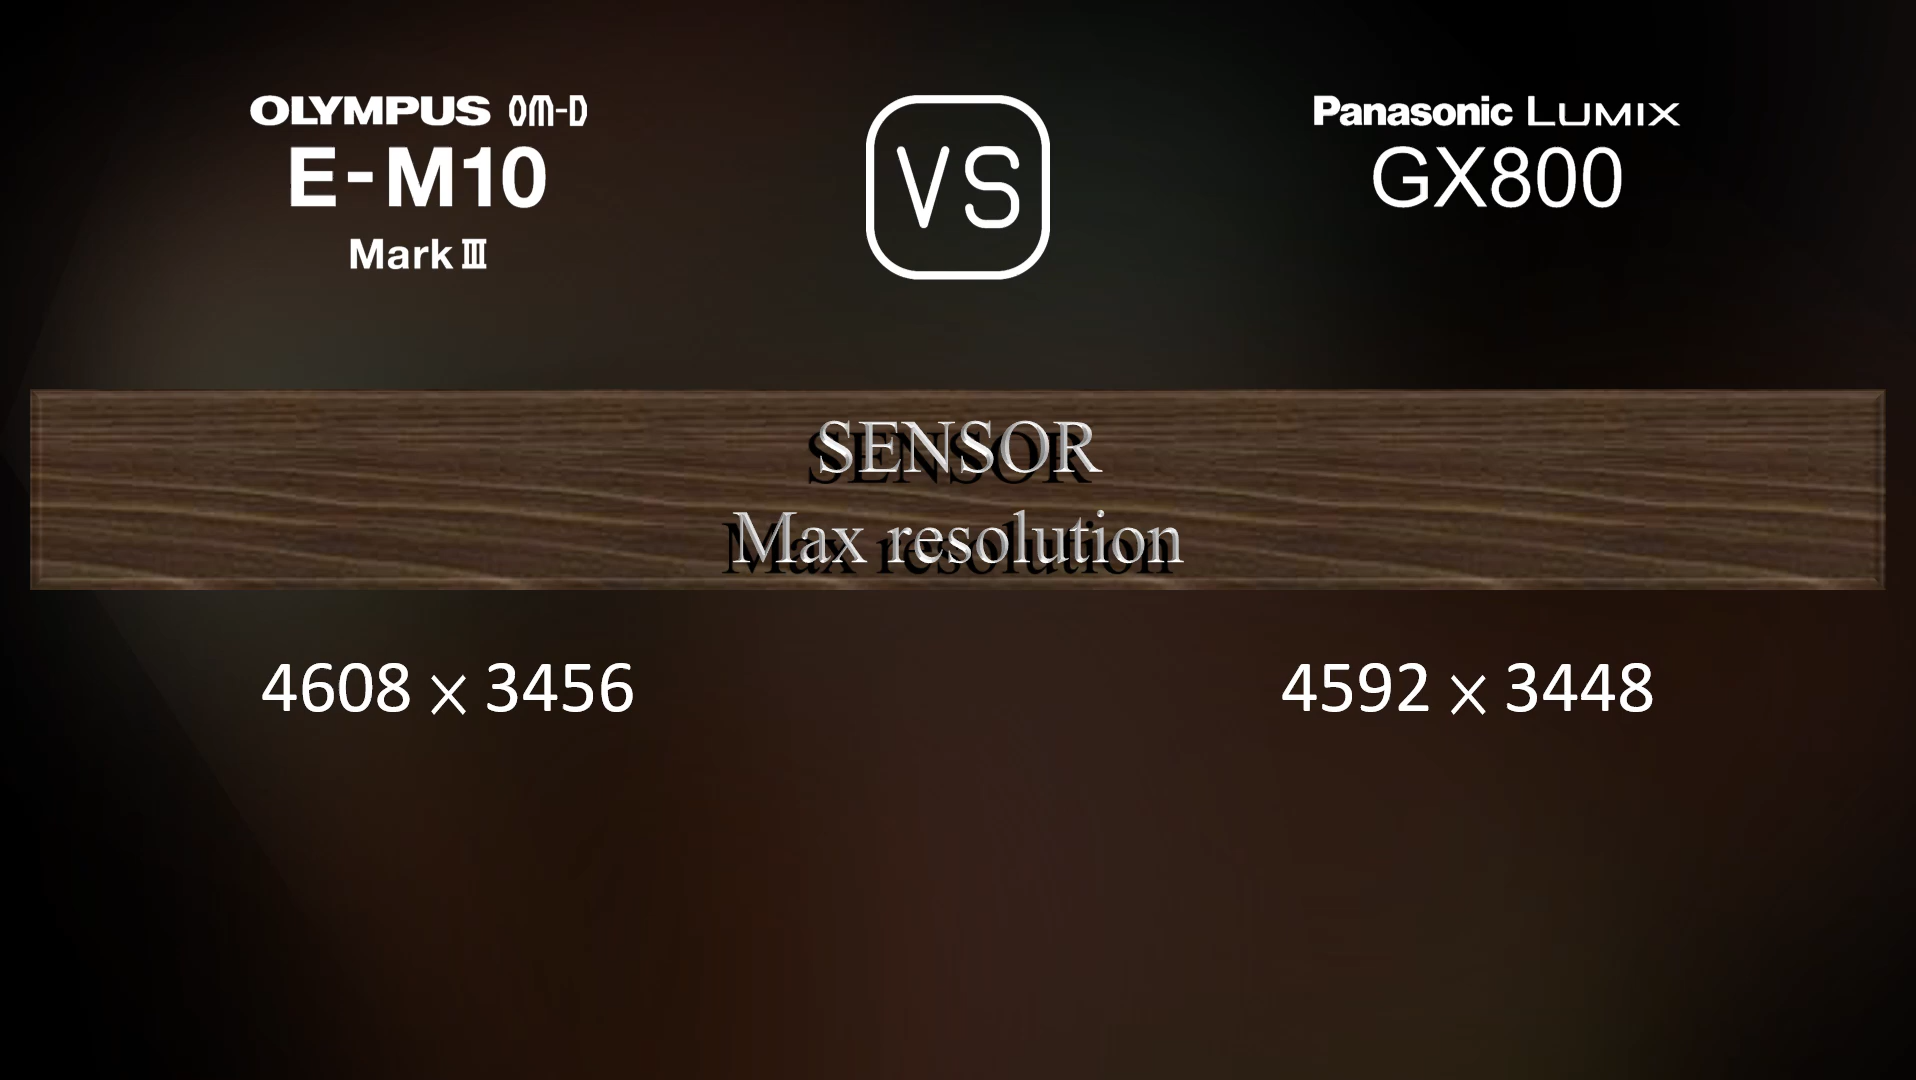 OLYMPUS OM-D
E-M10
Mark III
VS
Panasonic LUMIX
GX800
SENSOR
Max resolution
4608 x 3456
4592 x 3448